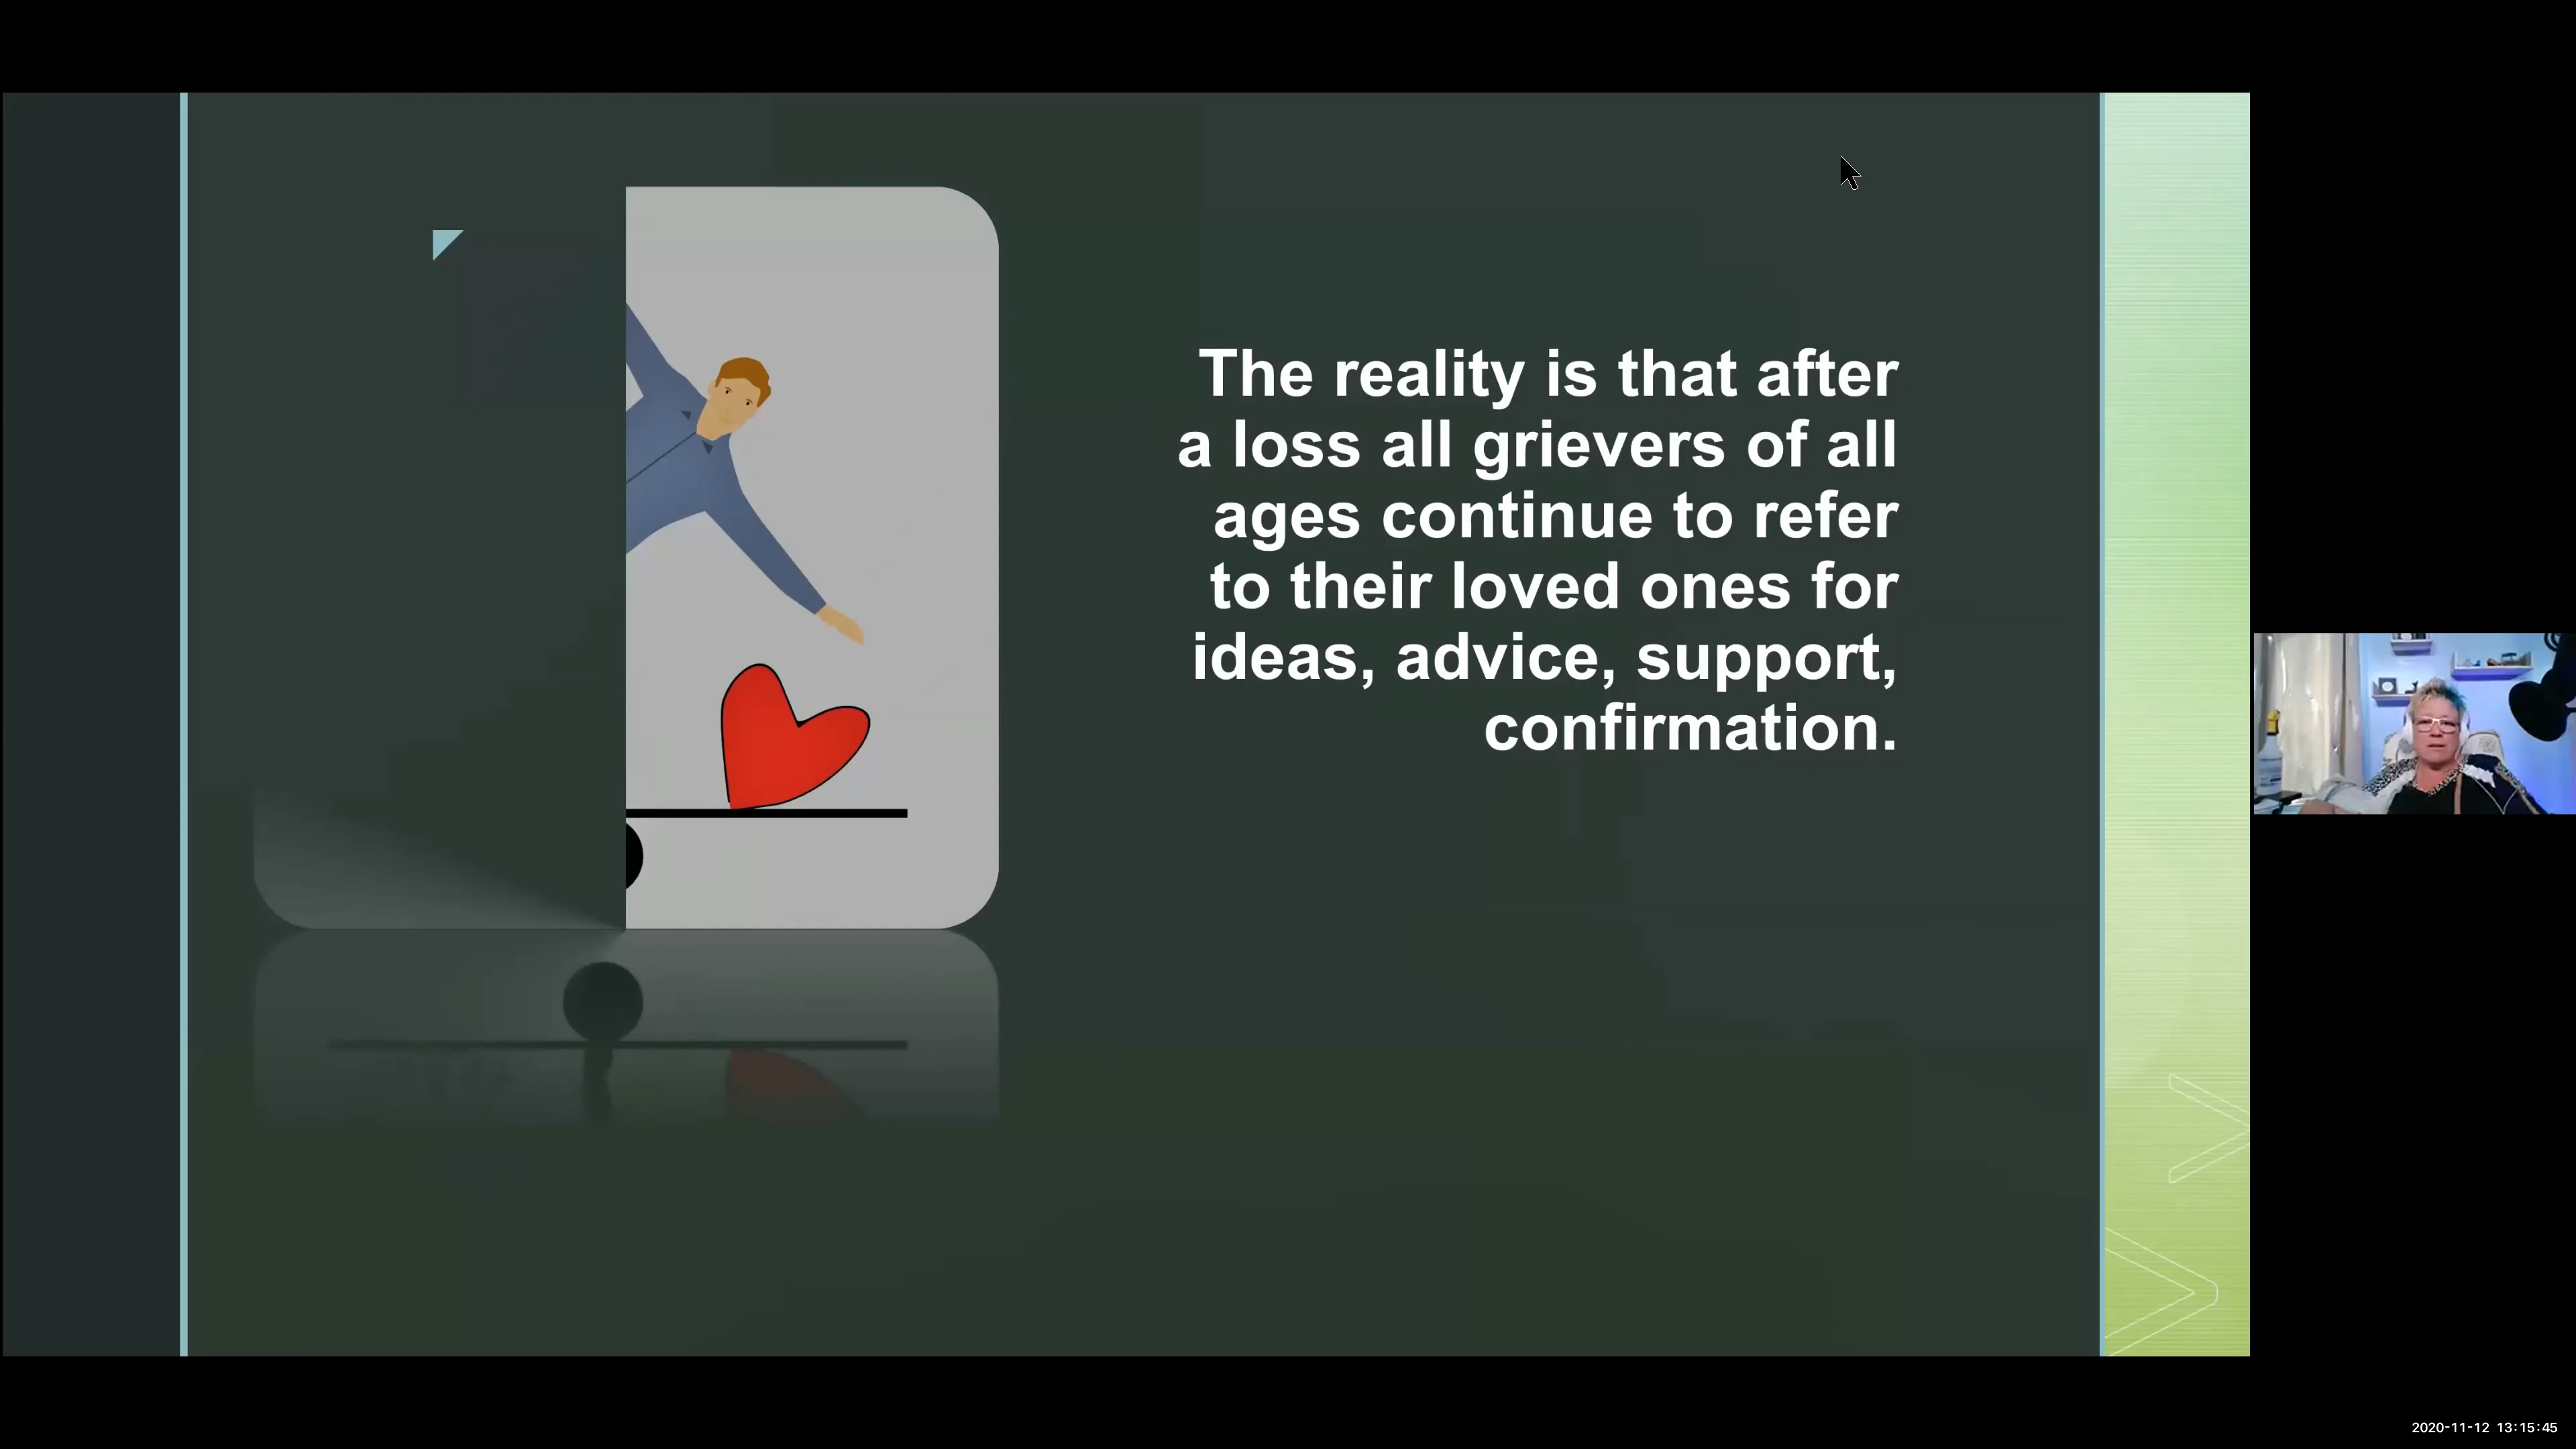 The reality is that after
a loss all grievers of all
ages continue to refer
to their loved ones for
ideas, advice, support,
confirmation.
2020-11-12 13:15:45